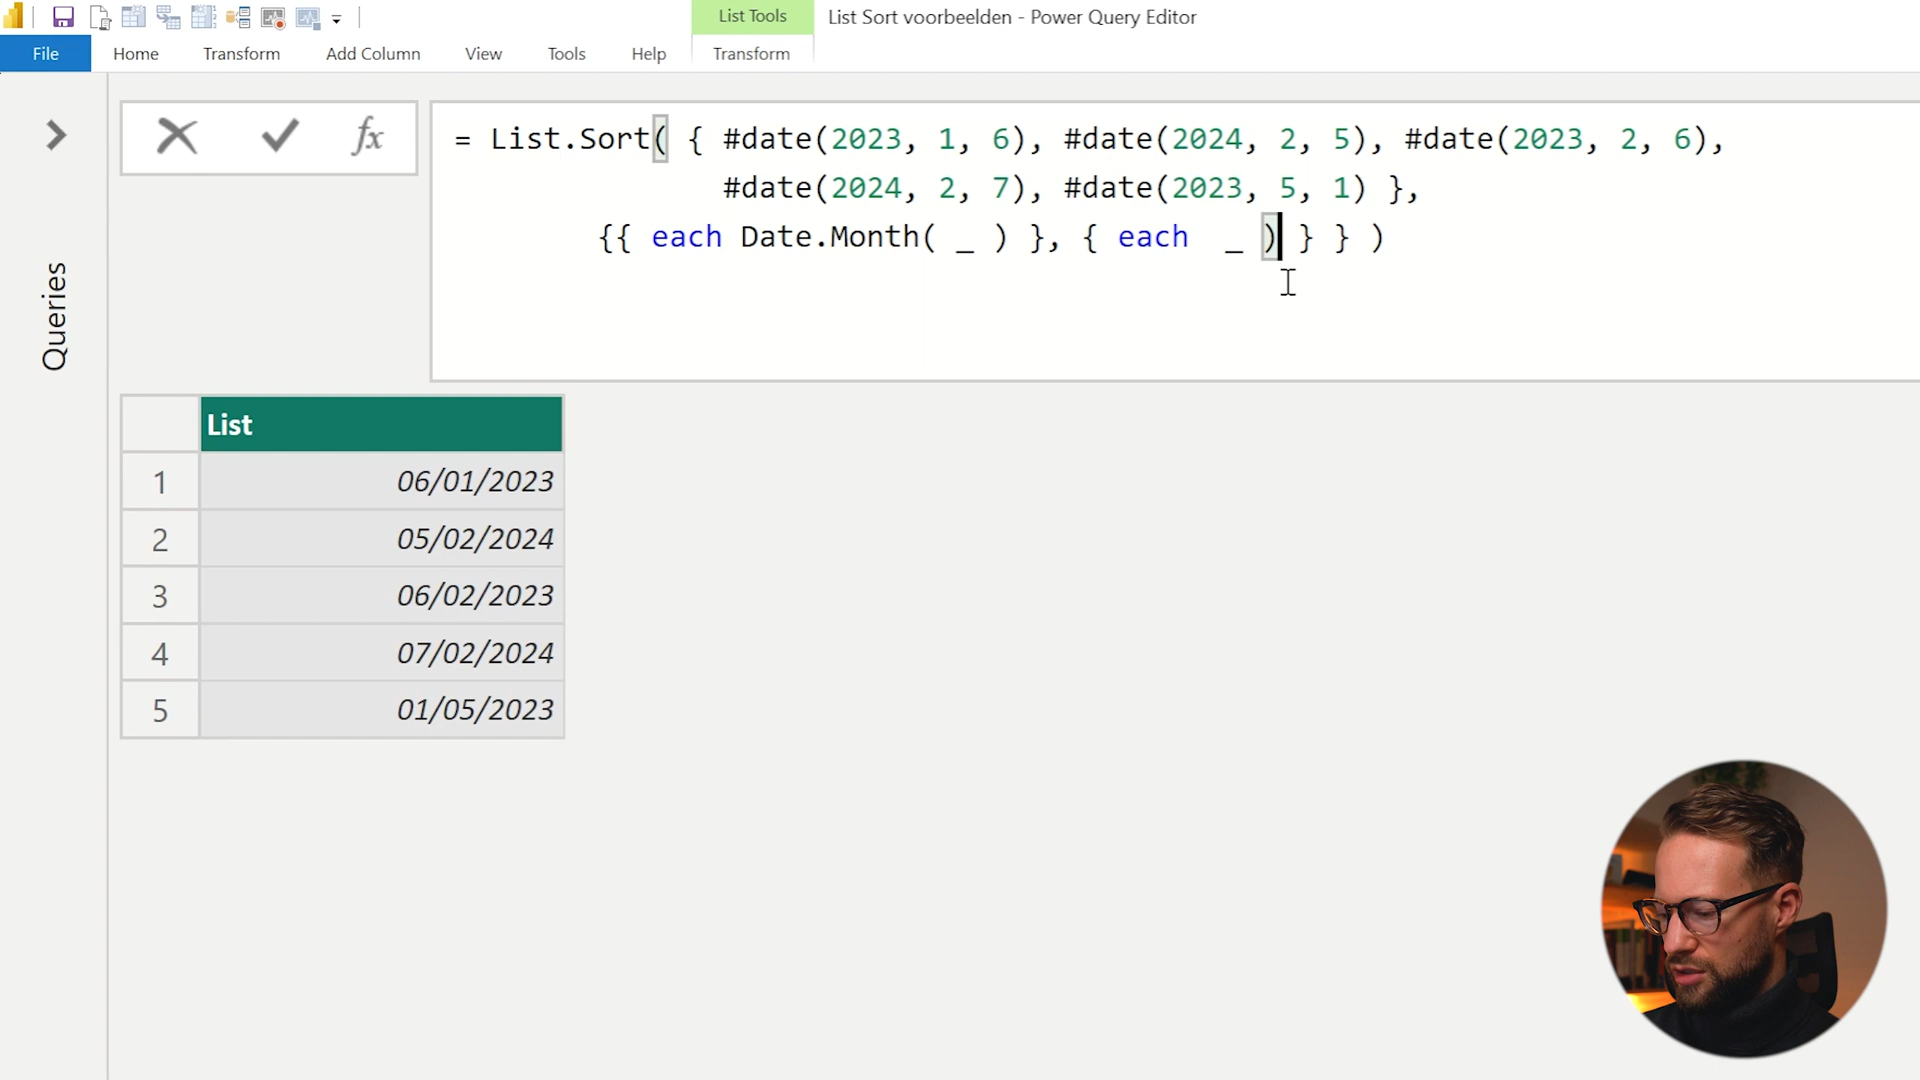 List Tools
List Sort voorbeelden - Power Query Editor
File Home Transform Add Column View Tools Help Transform
fx
= List.Sort( { #date(2023, 1, 6), #date(2024, 2, 5), #date(2023, 2, 6),
#date(2024, 2, 7), #date(2023, 5, 1) },
{{ each Date.Month( _ ) }, { each _ ) } } )
Queries
List
1 06/01/2023
2 05/02/2024
3 06/02/2023
4 07/02/2024
5 01/05/2023